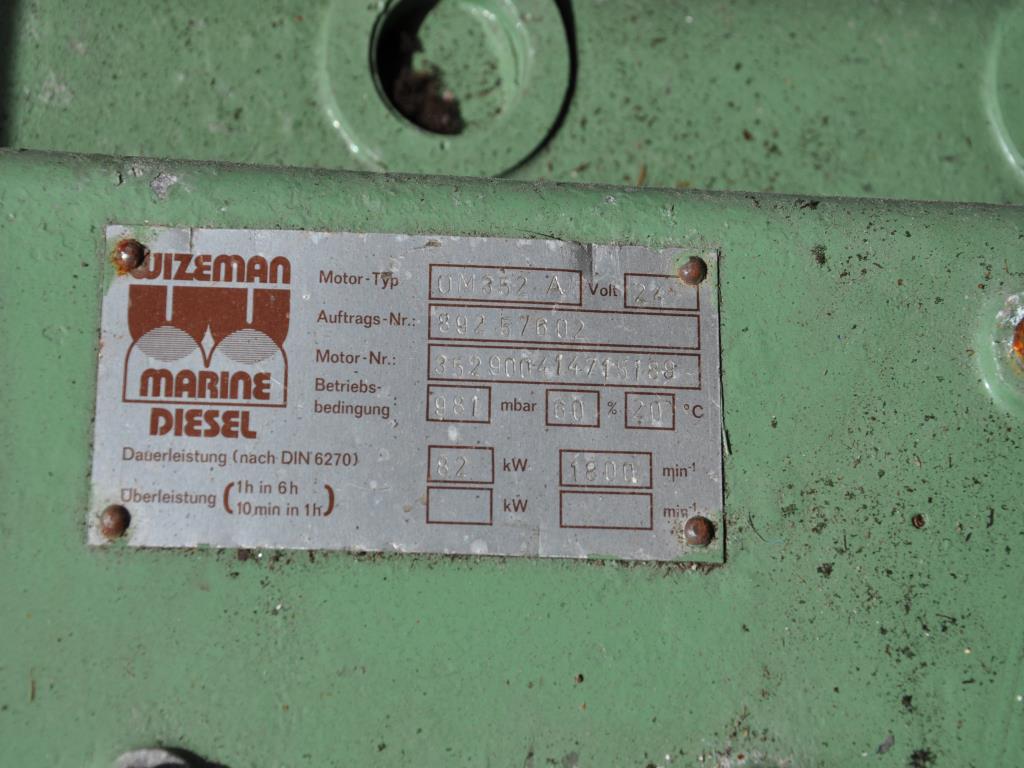 WIZEMAN
MARINE
DIESEL
Motor-Typ OM352 A Volt 24
Auftrags-Nr.: 892 57602
Motor-Nr.:
Betriebs-
bedingung 981 mbar 60 % 20 °C
Dauerleistung (nach DIN 6270) 82 kW 1800 min-1
Überleistung (1h in 6h
10 min in 1h) kW min-1